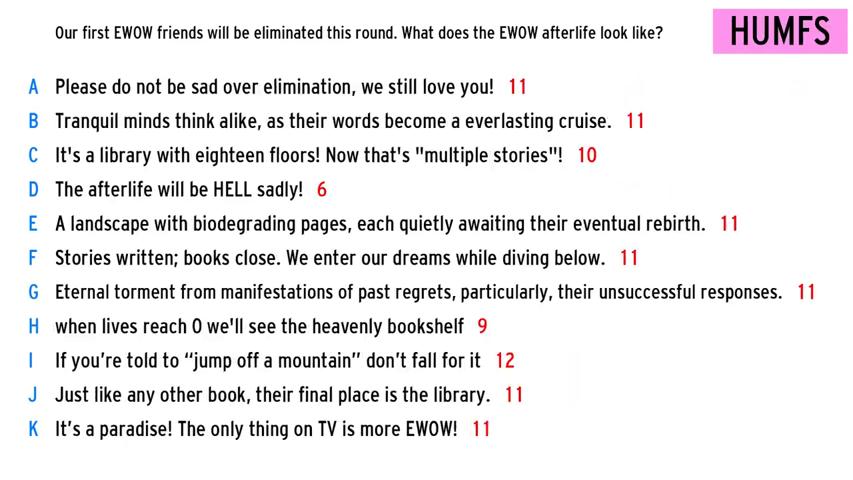 Our first EWOW friends will be eliminated this round. What does the EWOW afterlife look like?
HUMFS
A Please do not be sad over elimination, we still love you! 11
B Tranquil minds think alike, as their words become a everlasting cruise. 11
C It's a library with eighteen floors! Now that's "multiple stories"! 10
D The afterlife will be HELL sadly! 6
E A landscape with biodegrading pages, each quietly awaiting their eventual rebirth. 11
F Stories written; books close. We enter our dreams while diving below. 11
G Eternal torment from manifestations of past regrets, particularly, their unsuccessful responses. 11
H when lives reach 0 we'll see the heavenly bookshelf 9
I If you’re told to “jump off a mountain” don’t fall for it 12
J Just like any other book, their final place is the library. 11
K It’s a paradise! The only thing on TV is more EWOW! 11